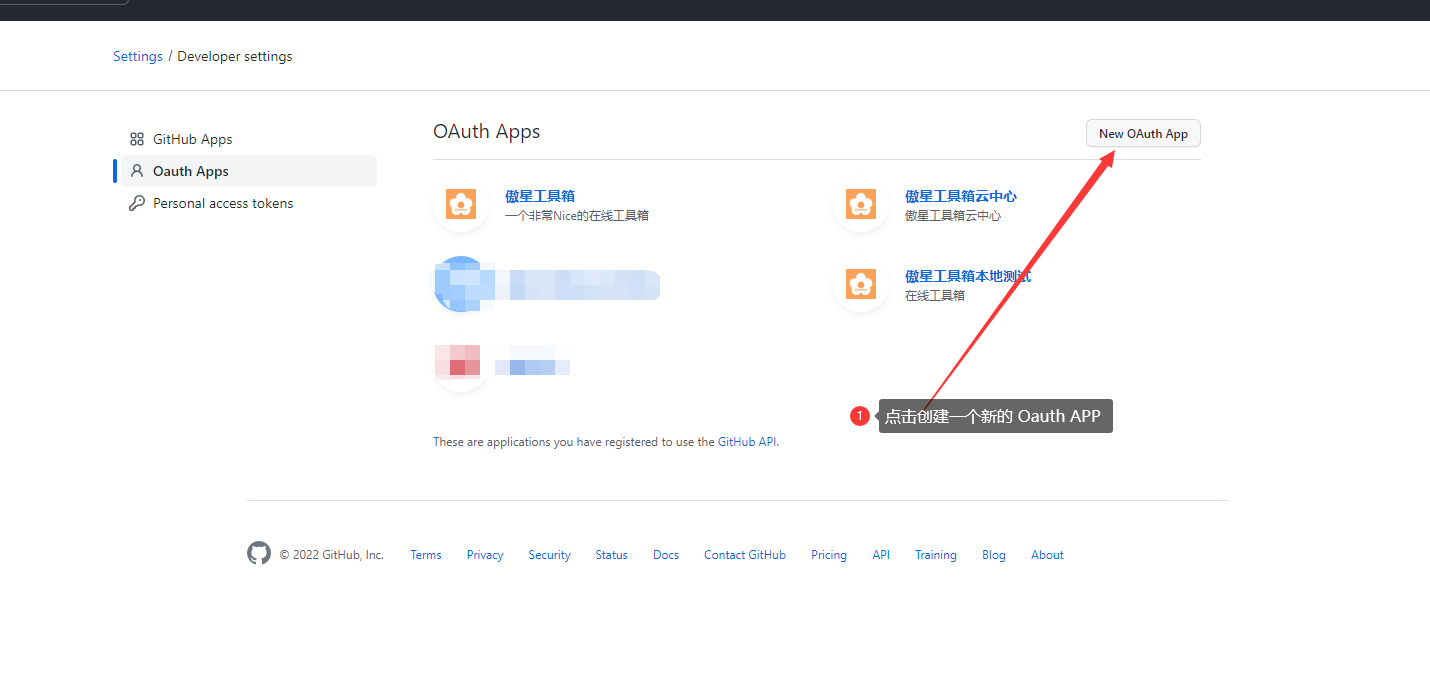 Settings / Developer settings
GitHub Apps
Oauth Apps
Personal access tokens
OAuth Apps
New OAuth App
傲星工具箱
一个非常Nice的在线工具箱
傲星工具箱云中心
傲星工具箱云中心
傲星工具箱本地测试
在线工具箱
1 点击创建一个新的 Oauth APP
These are applications you have registered to use the GitHub API.
© 2022 GitHub, Inc. Terms Privacy Security Status Docs Contact GitHub Pricing API Training Blog About